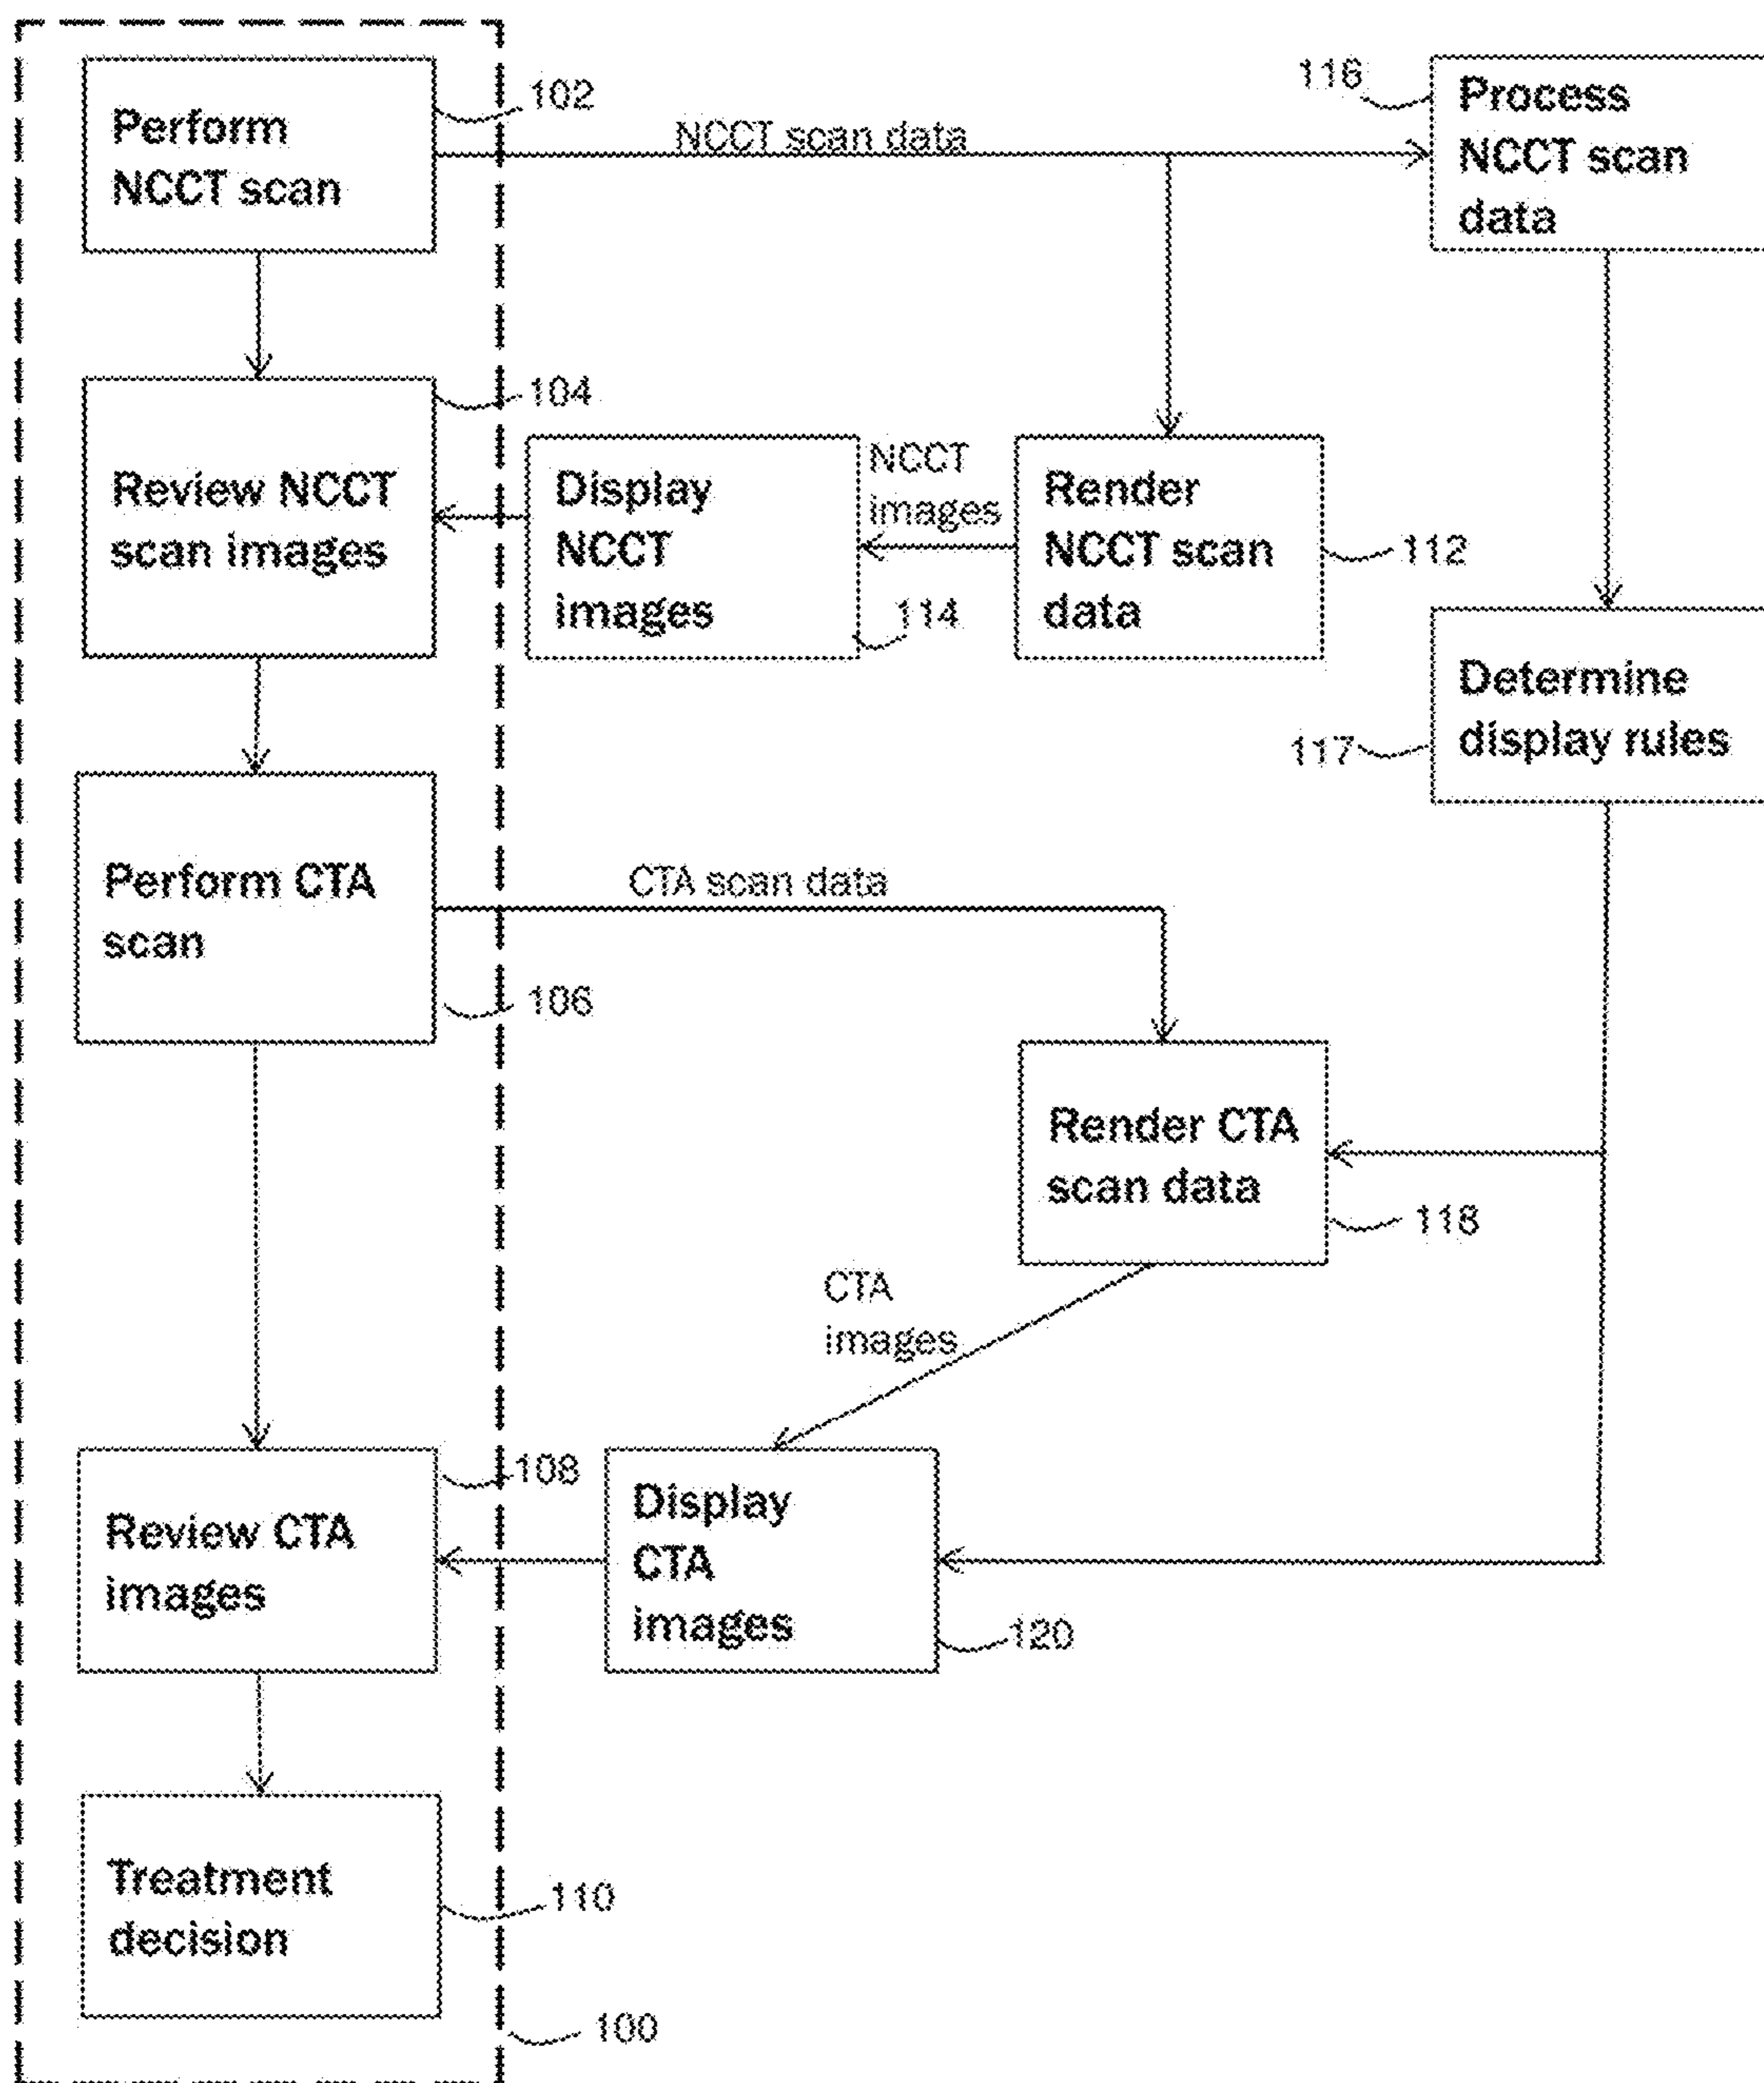 Perform
NCCT scan
102
NCCT scan data
116
Process
NCCT scan
data
Review NCCT
scan images
104
Display
NCCT
images
114
NCCT
images
Render
NCCT scan
data
112
Determine
display rules
117
Perform CTA
scan
106
CTA scan data
Render CTA
scan data
118
CTA
images
Review CTA
images
108
Display
CTA
images
120
Treatment
decision
110
100